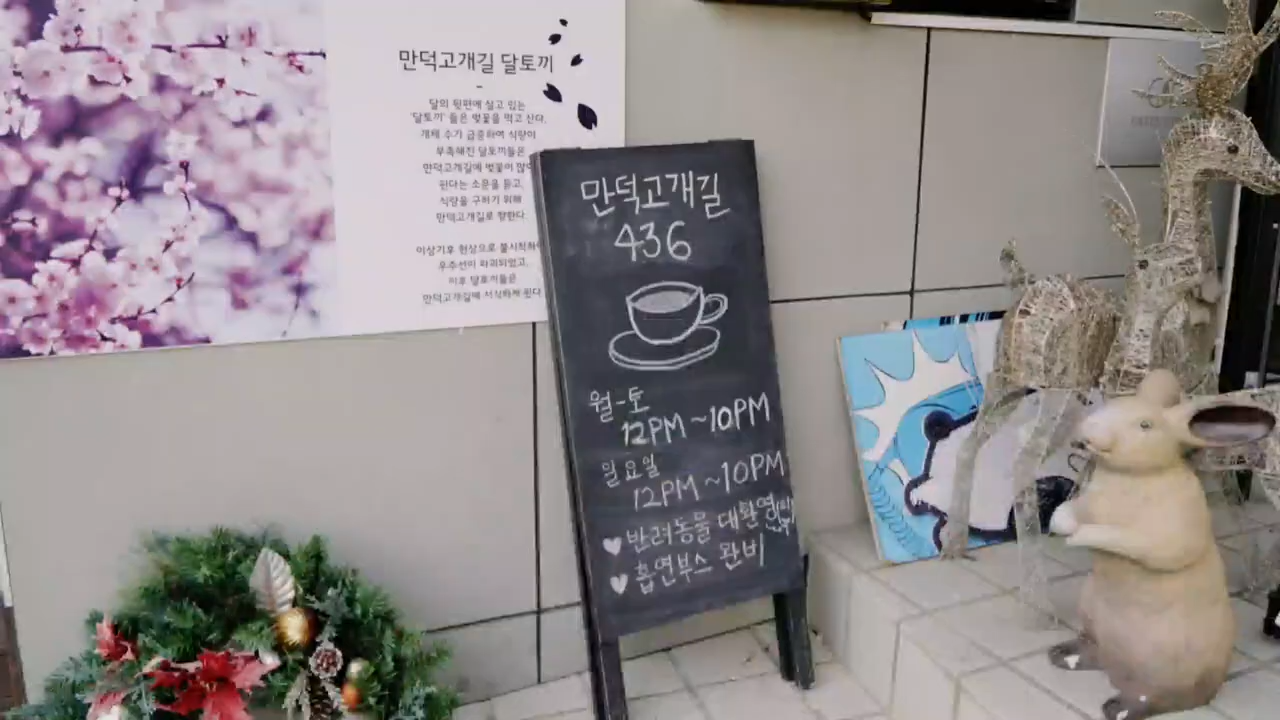 만덕고개길 달토끼
-
달의 뒷편에 살고 있는
'달토끼' 들은 벚꽃을 먹고 산다.
개체 수가 급증하여 식량이
부족해진 달토끼들은
만덕고개길에 벚꽃이 많이
핀다는 소문을 듣고,
식량을 구하기 위해
만덕고개길로 향한다.
이상기후 현상으로 불시착하
우주선이 파괴되었고,
이후 달토끼들은
만덕고개길에 서식하게 된다
만덕고개길
436
월-토
12PM ~10PM
일요일
12PM ~10PM
♥ 반려동물 대환영
♥ 흡연부스 완비